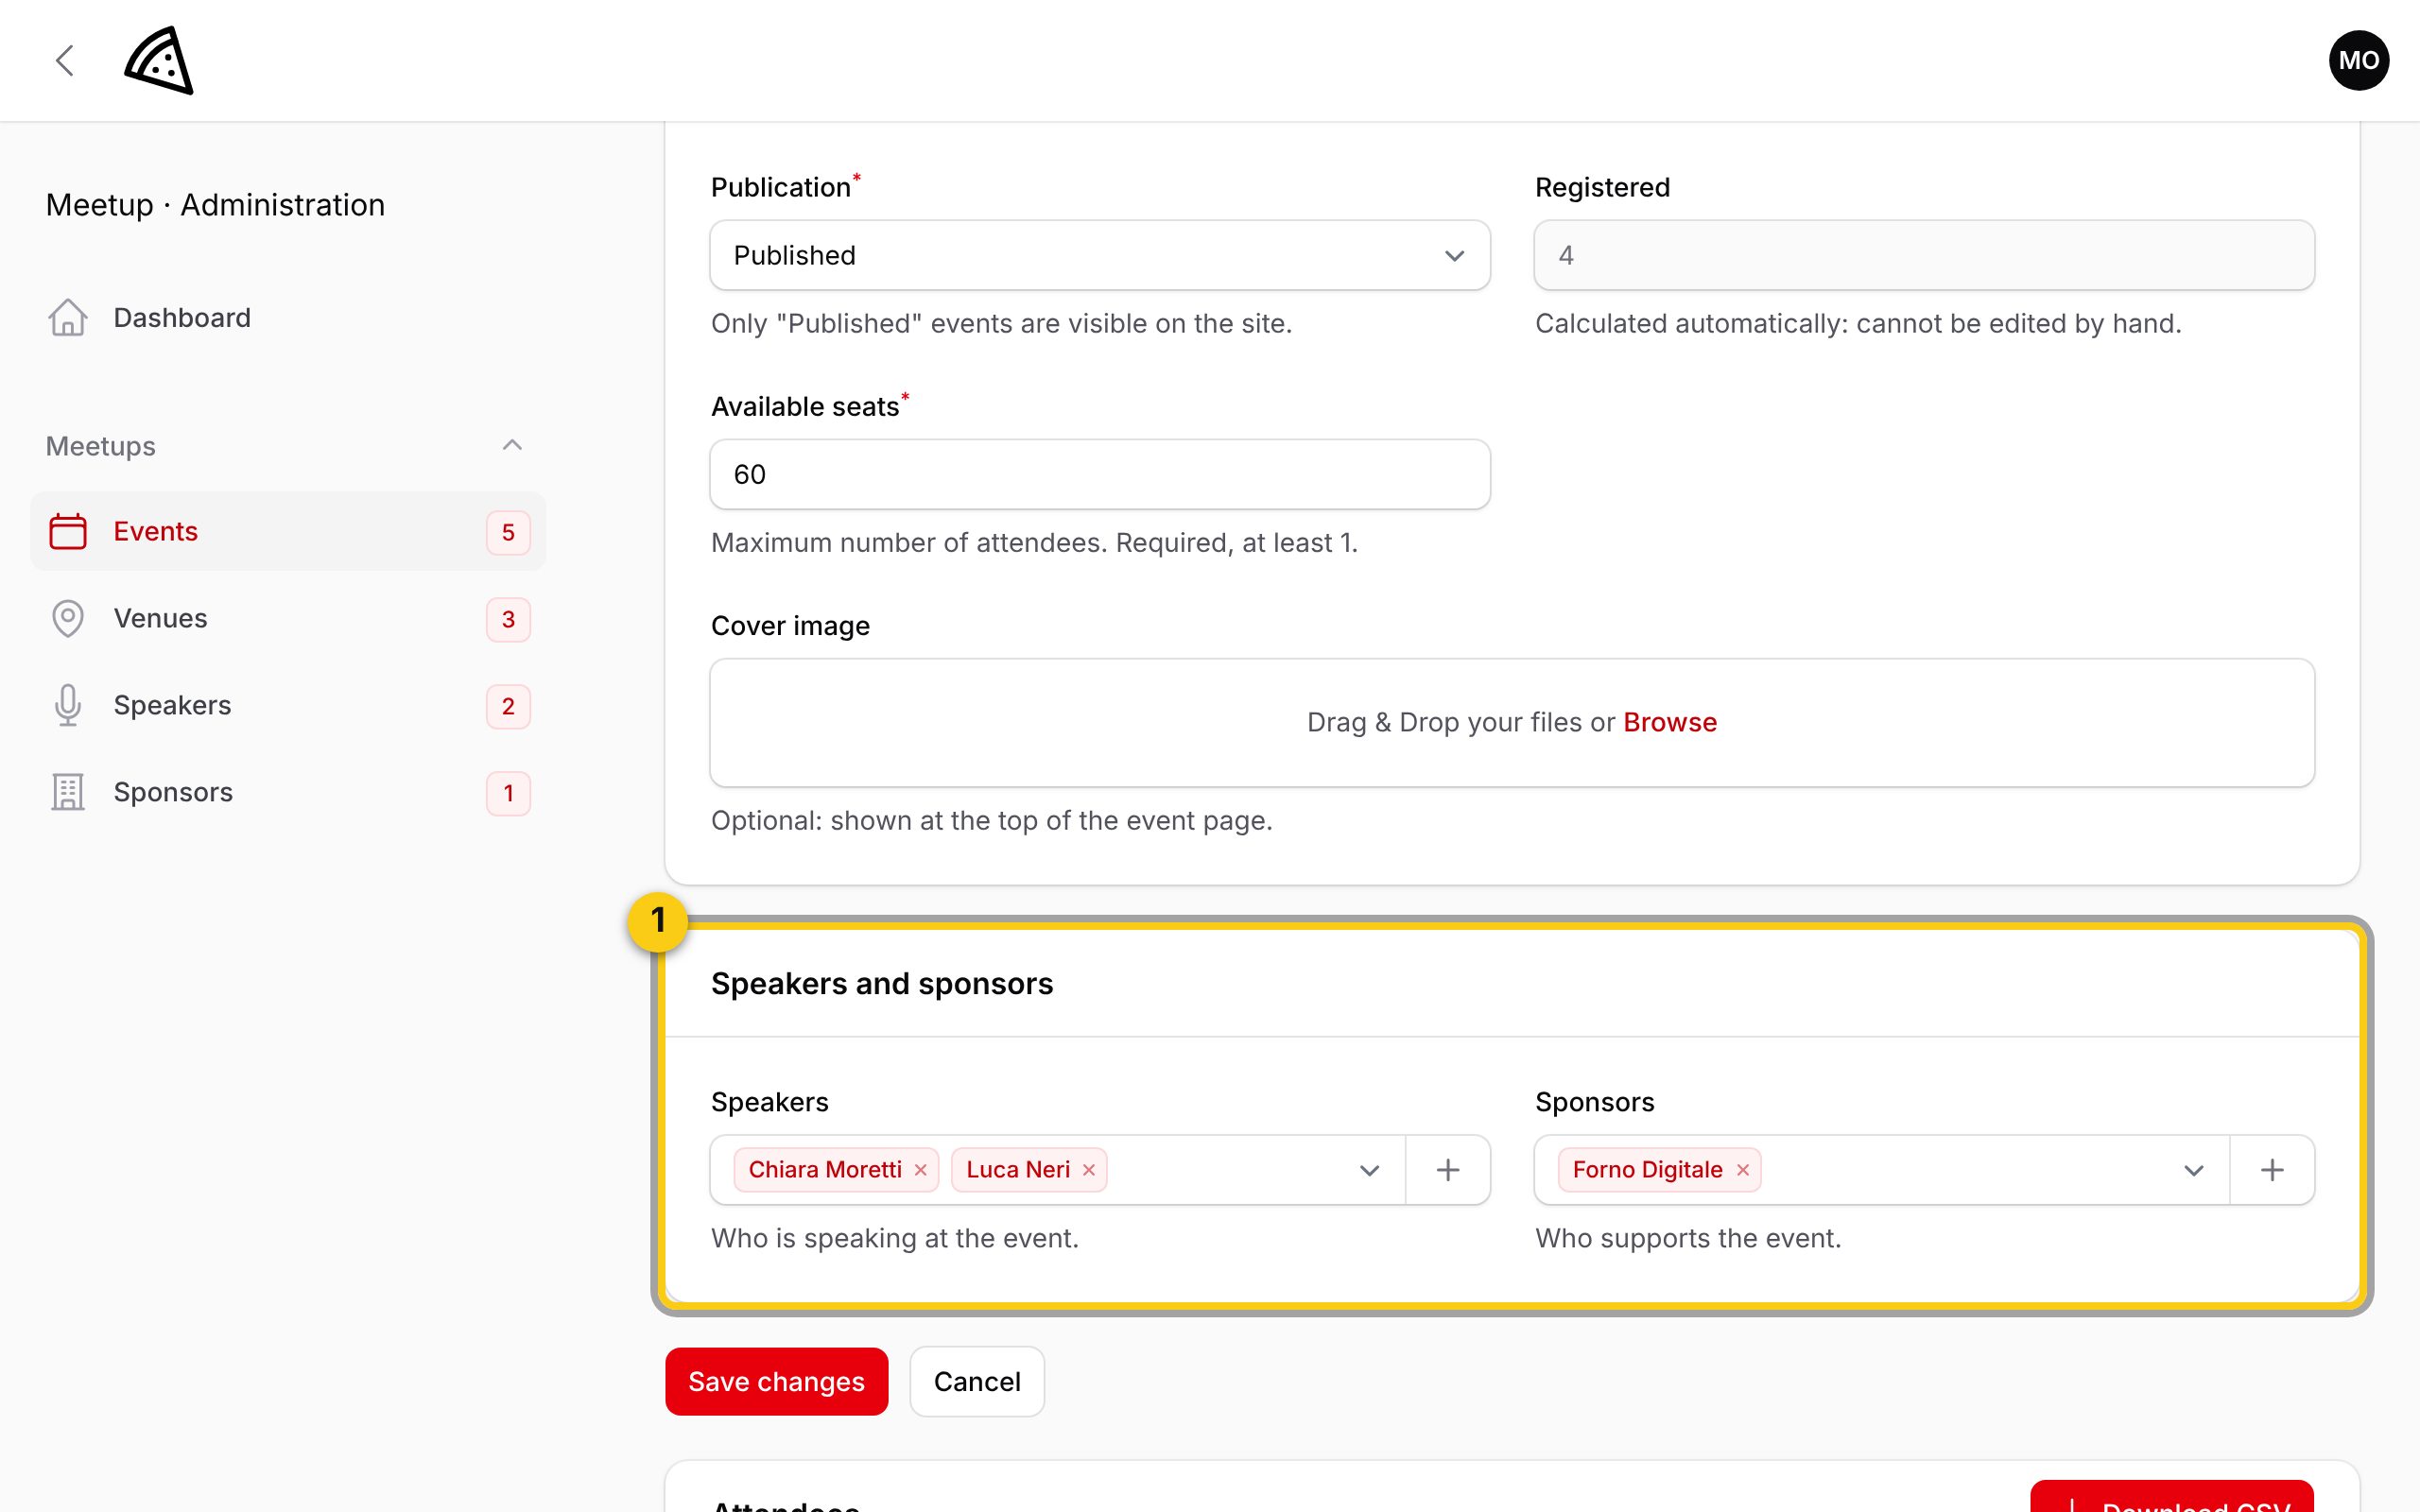 MO
Meetup · Administration
Dashboard
Meetups
Events 5
Venues 3
Speakers 2
Sponsors 1
Publication*
Published
Only "Published" events are visible on the site.
Registered
4
Calculated automatically: cannot be edited by hand.
Available seats*
60
Maximum number of attendees. Required, at least 1.
Cover image
Drag & Drop your files or Browse
Optional: shown at the top of the event page.
1
Speakers and sponsors
Speakers
Chiara Moretti × Luca Neri ×
Who is speaking at the event.
Sponsors
Forno Digitale ×
Who supports the event.
Save changes
Cancel
Attendees
Download CSV